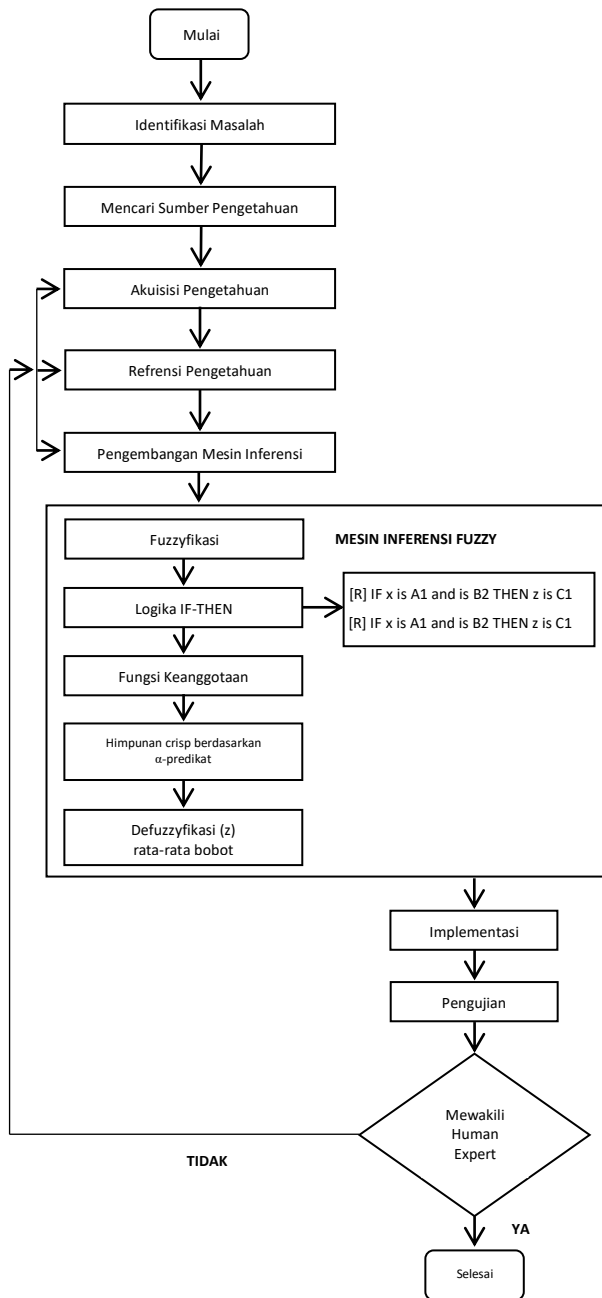 Mulai
Identifikasi Masalah
Mencari Sumber Pengetahuan
Akuisisi Pengetahuan
Refrensi Pengetahuan
Pengembangan Mesin Inferensi
Fuzzyfikasi
MESIN INFERENSI FUZZY
Logika IF-THEN
[R] IF x is A1 and is B2 THEN z is C1
[R] IF x is A1 and is B2 THEN z is C1
Fungsi Keanggotaan
Himpunan crisp berdasarkan
α-predikat
Defuzzyfikasi (z)
rata-rata bobot
Implementasi
Pengujian
Mewakili
Human
Expert
TIDAK
YA
Selesai